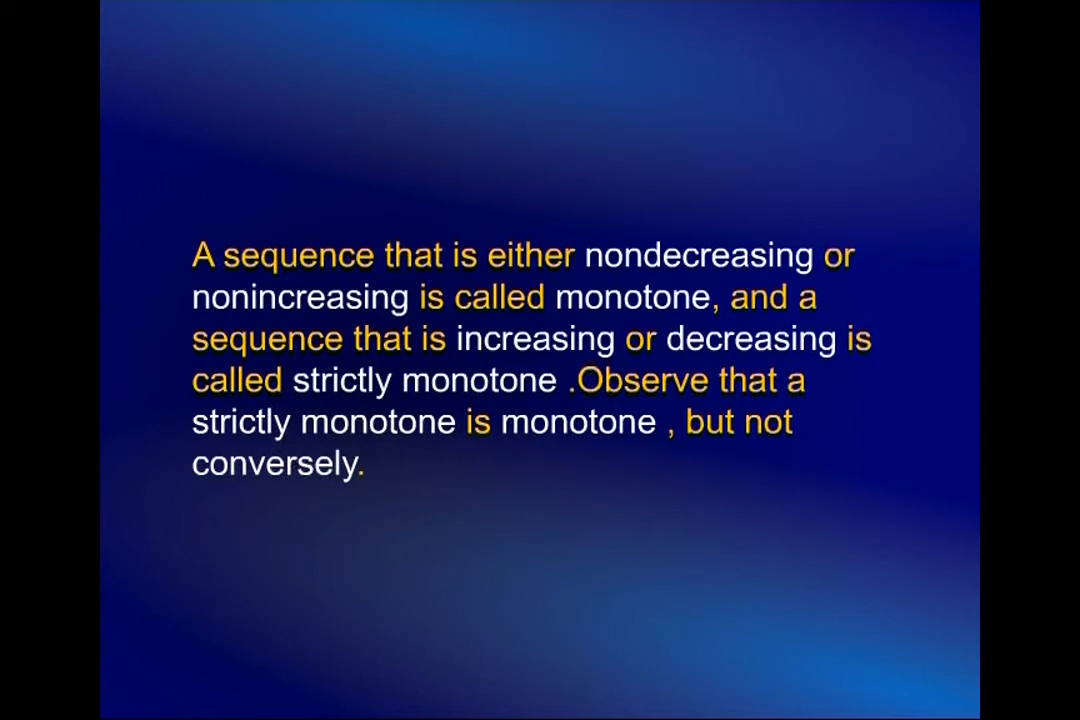 A sequence that is either nondecreasing or
nonincreasing is called monotone, and a
sequence that is increasing or decreasing is
called strictly monotone .Observe that a
strictly monotone is monotone , but not
conversely.